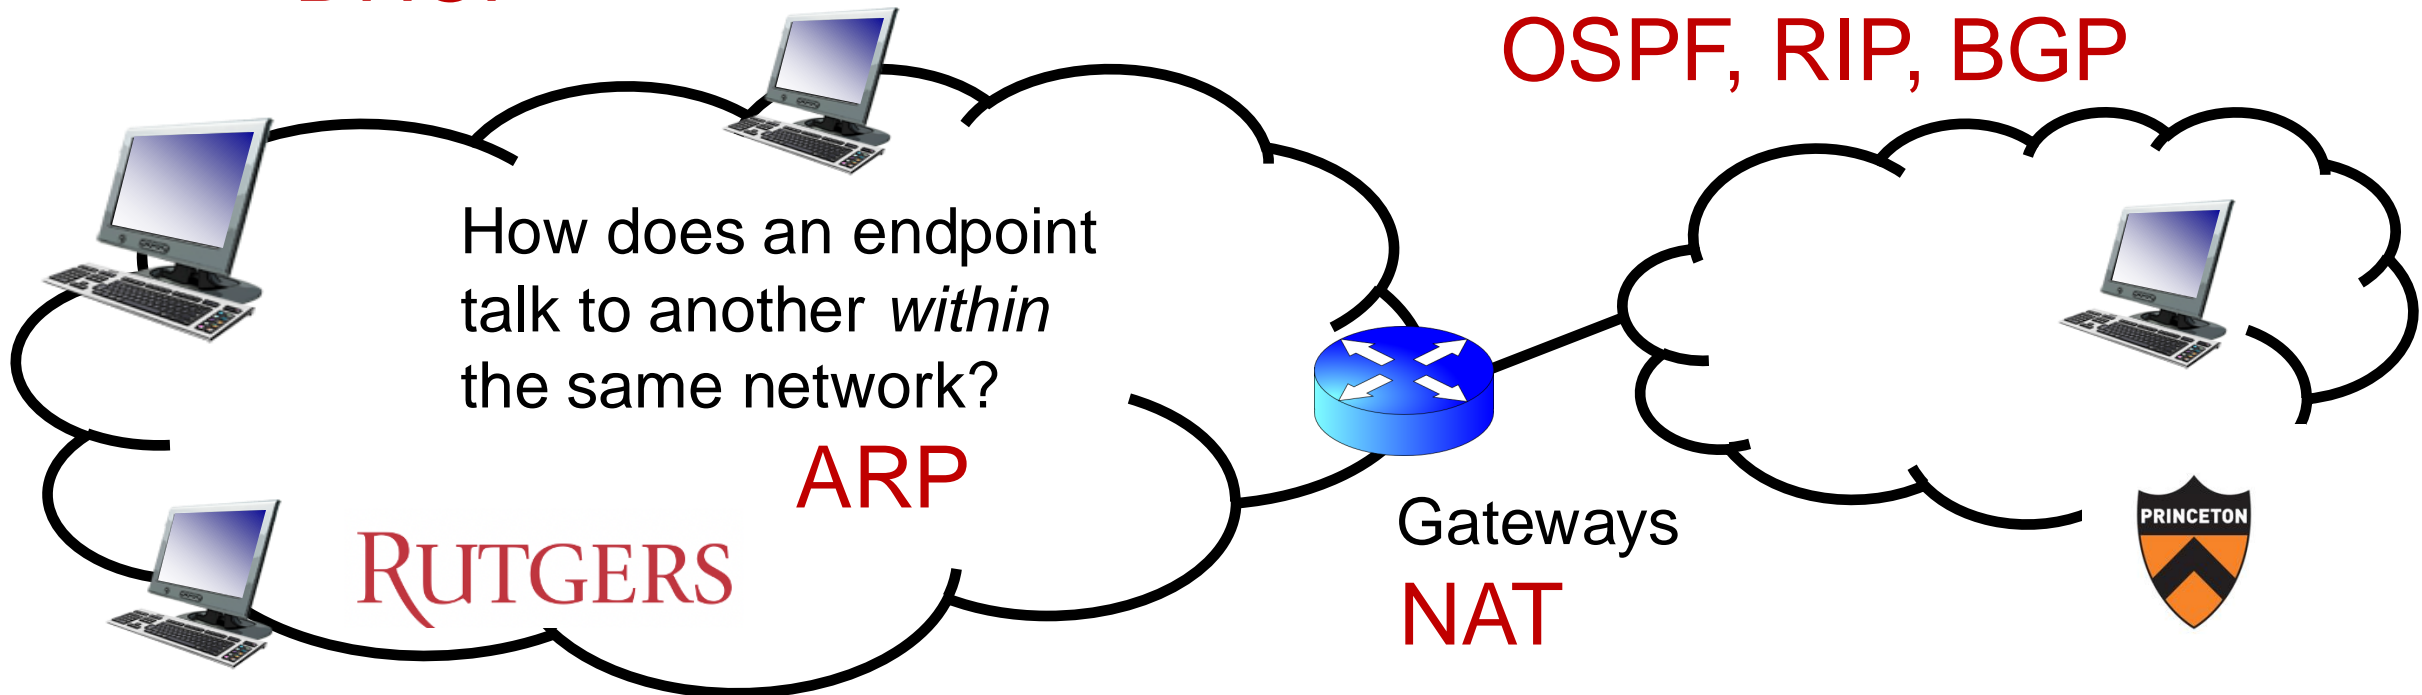 OSPF, RIP, BGP
How does an endpoint
talk to another within
the same network?
ARP
RUTGERS
Gateways
NAT
PRINCETON